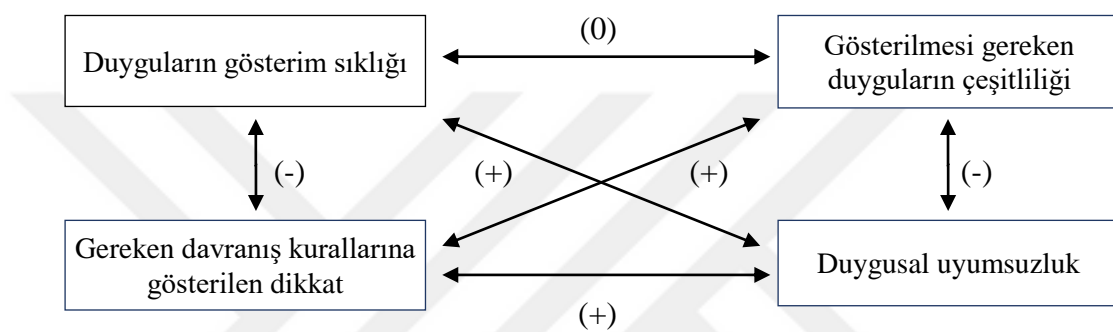 (0)
Duyguların gösterim sıklığı
Gösterilmesi gereken
duyguların çeşitliliği
(-)
(+)
(+)
(-)
Gereken davranış kurallarına
gösterilen dikkat
Duygusal uyumsuzluk
(+)